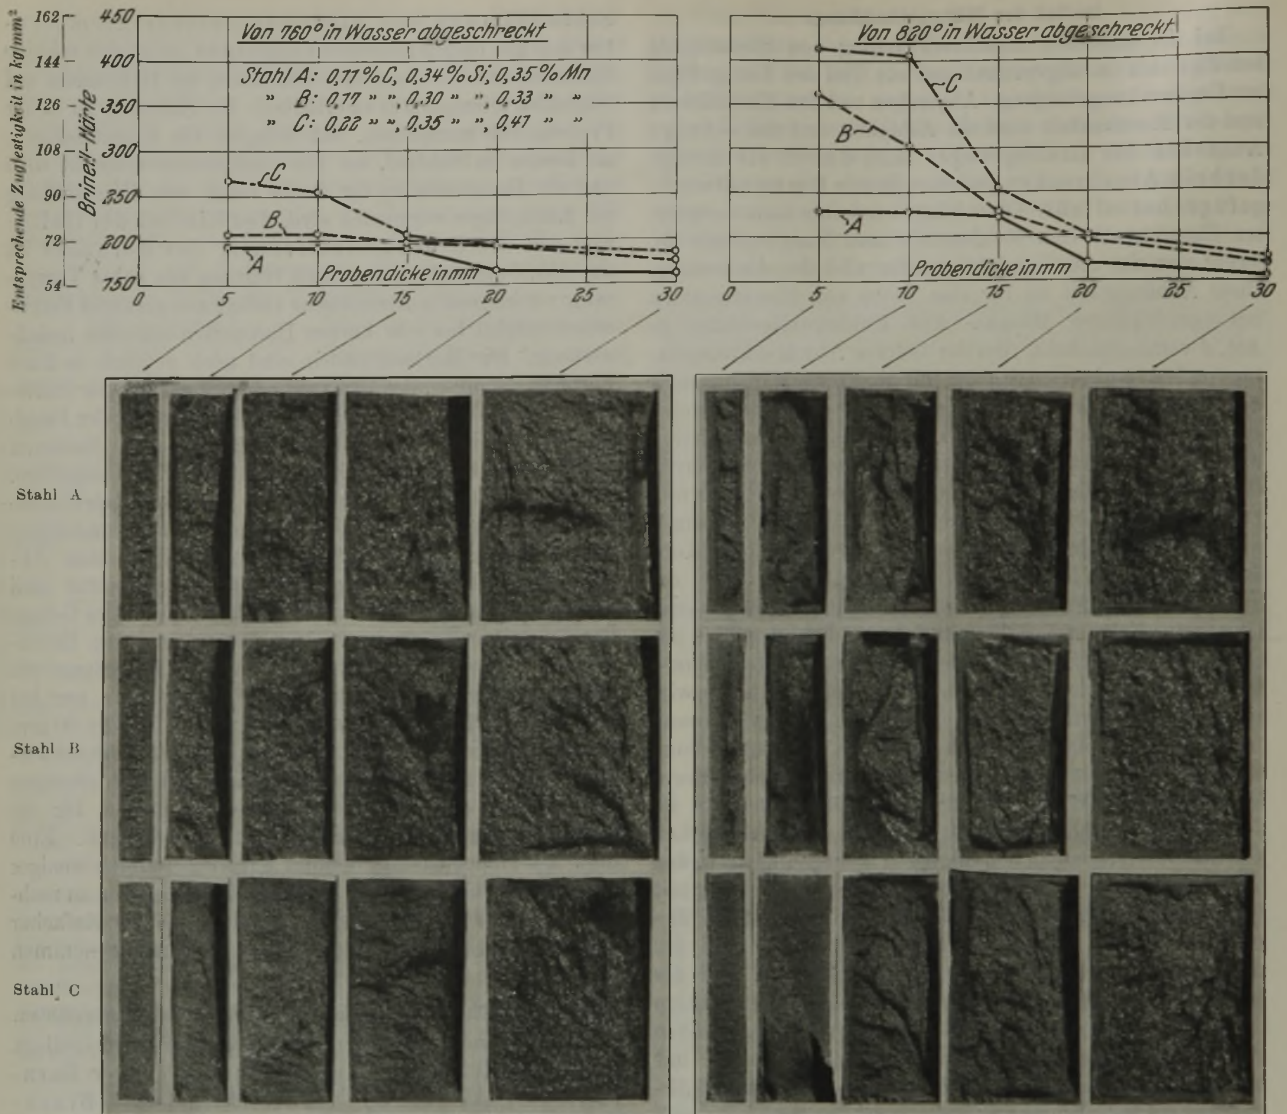 Entsprechende Zugfestigkeit in kg/mm²
162
144
126
108
90
72
54
Brinell-Härte
450
400
350
300
250
200
150
Von 760° in Wasser abgeschreckt
Stahl A: 0,11 % C, 0,34 % Si, 0,35 % Mn
" B: 0,17 " ", 0,30 " ", 0,33 " "
" C: 0,22 " ", 0,35 " ", 0,47 " "
C
B
A
Probendicke in mm
0 5 10 15 20 25 30
Von 820° in Wasser abgeschreckt
C
B
A
Probendicke in mm
0 5 10 15 20 25 30
Stahl A
Stahl B
Stahl C